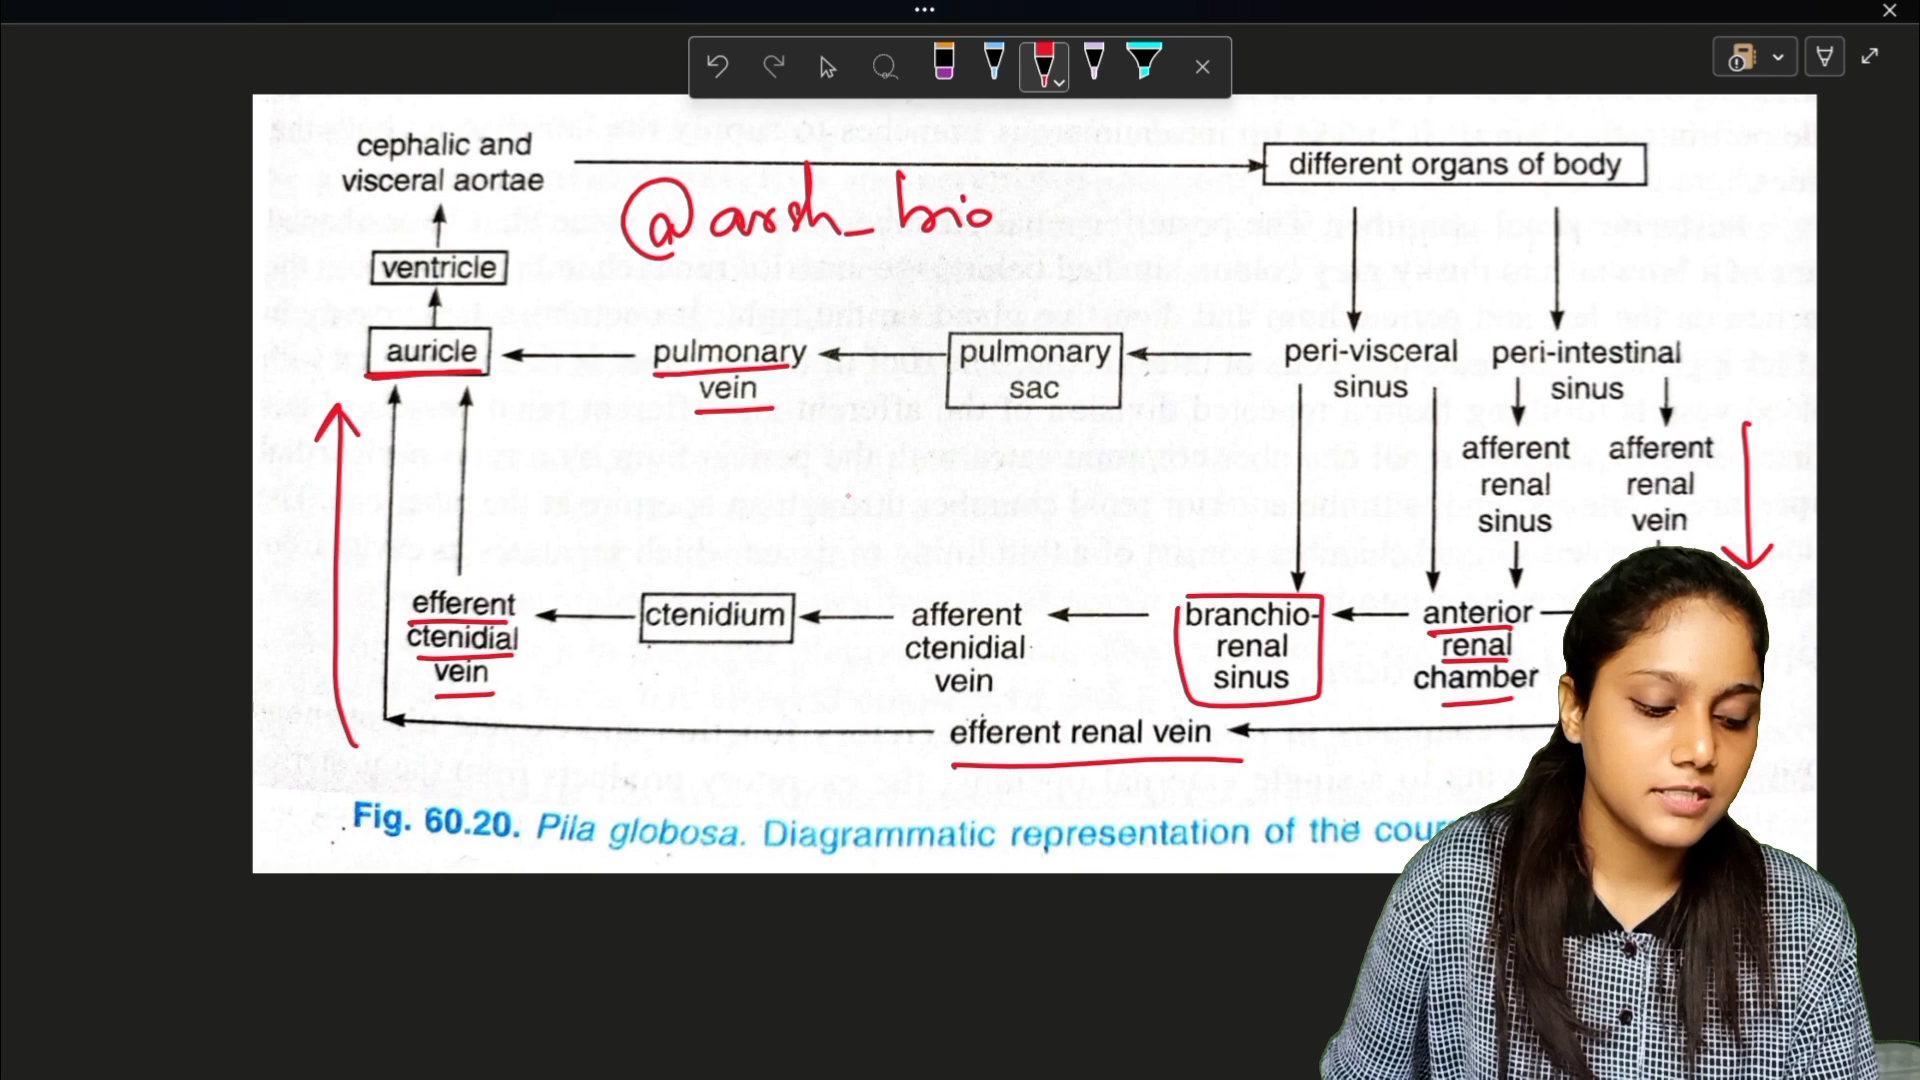 cephalic and
visceral aortae
different organs of body
@arsh_bio
ventricle
auricle
pulmonary
vein
pulmonary
sac
peri-visceral
sinus
peri-intestinal
sinus
afferent
renal
sinus
afferent
renal
vein
efferent
ctenidial
vein
ctenidium
afferent
ctenidial
vein
branchio-
renal
sinus
anterior
renal
chamber
efferent renal vein
Fig. 60.20. Pila globosa. Diagrammatic representation of the